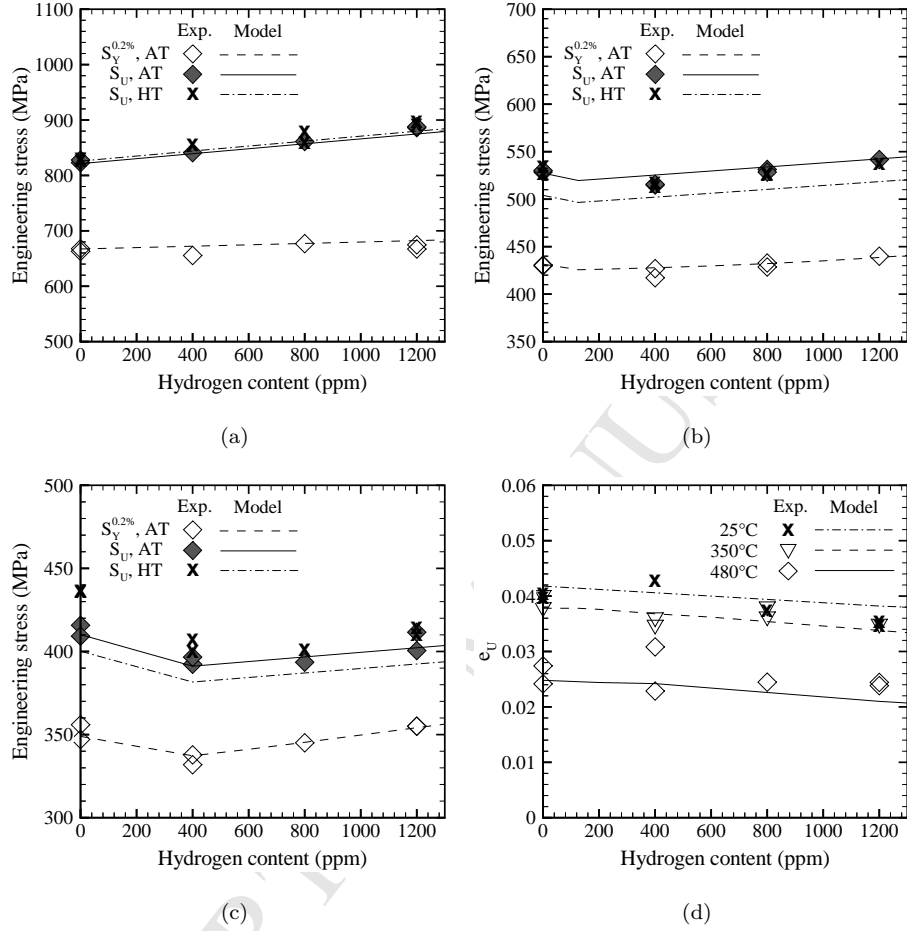 Exp. Model
S_Y^0.2%, AT
S_U, AT
S_U, HT
Engineering stress (MPa)
1100
1000
900
800
700
600
500
0 200 400 600 800 1000 1200
Hydrogen content (ppm)
(a)
Exp. Model
S_Y^0.2%, AT
S_U, AT
S_U, HT
Engineering stress (MPa)
700
650
600
550
500
450
400
350
0 200 400 600 800 1000 1200
Hydrogen content (ppm)
(b)
Exp. Model
S_Y^0.2%, AT
S_U, AT
S_U, HT
Engineering stress (MPa)
500
450
400
350
300
0 200 400 600 800 1000 1200
Hydrogen content (ppm)
(c)
Exp. Model
25°C
350°C
480°C
e_U
0.06
0.05
0.04
0.03
0.02
0.01
0
0 200 400 600 800 1000 1200
Hydrogen content (ppm)
(d)